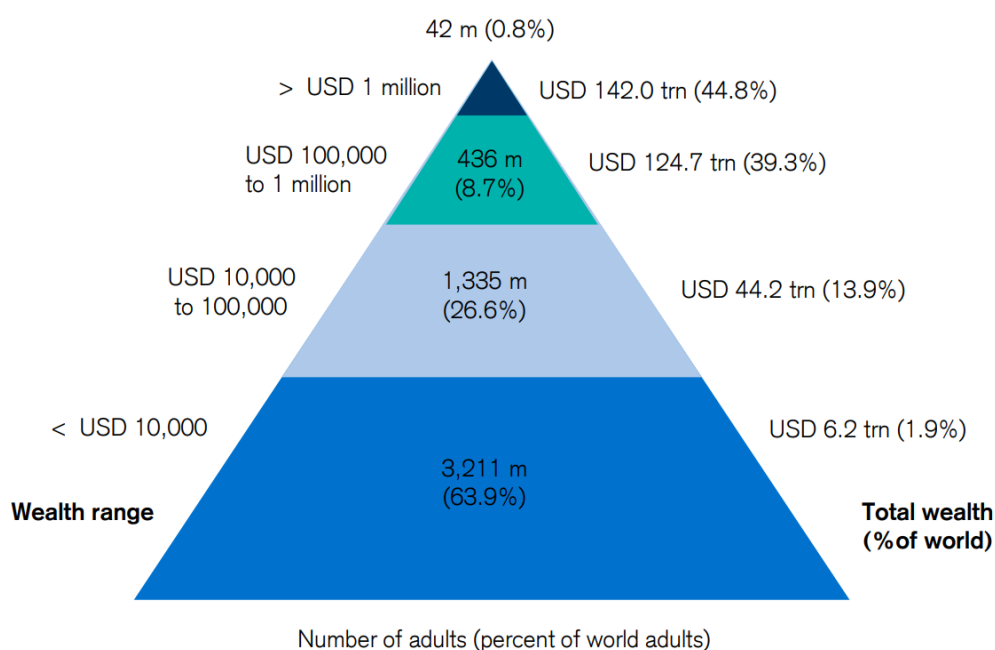 42 m (0.8%)
> USD 1 million
USD 142.0 trn (44.8%)
USD 100,000
to 1 million
436 m
(8.7%)
USD 124.7 trn (39.3%)
USD 10,000
to 100,000
1,335 m
(26.6%)
USD 44.2 trn (13.9%)
< USD 10,000
USD 6.2 trn (1.9%)
3,211 m
(63.9%)
Wealth range
Total wealth
(%of world)
Number of adults (percent of world adults)